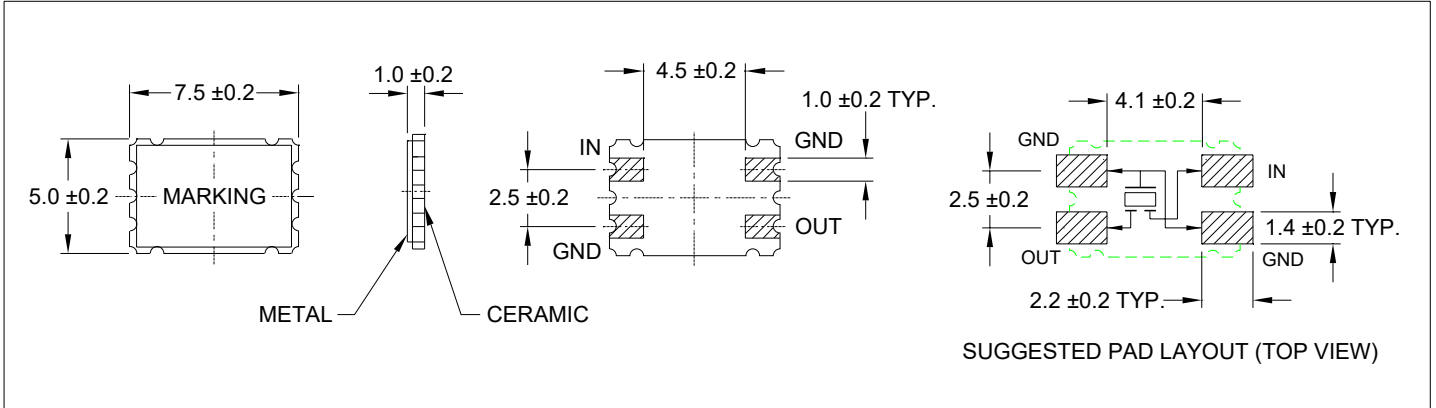 7.5 ±0.2
5.0 ±0.2
MARKING
1.0 ±0.2
METAL
CERAMIC
4.5 ±0.2
1.0 ±0.2 TYP.
IN
GND
2.5 ±0.2
OUT
GND
4.1 ±0.2
GND
IN
2.5 ±0.2
1.4 ±0.2 TYP.
OUT
GND
2.2 ±0.2 TYP.
SUGGESTED PAD LAYOUT (TOP VIEW)